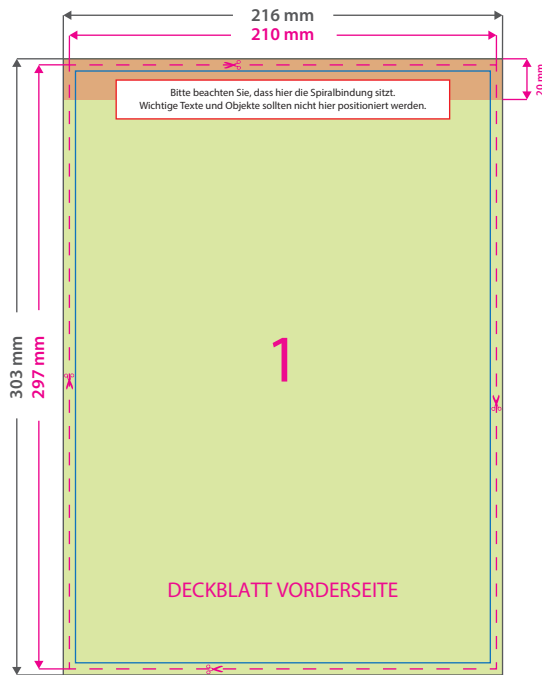 216 mm
210 mm
20 mm
Bitte beachten Sie, dass hier die Spiralbindung sitzt.
Wichtige Texte und Objekte sollten nicht hier positioniert werden.
303 mm
297 mm
1
DECKBLATT VORDERSEITE